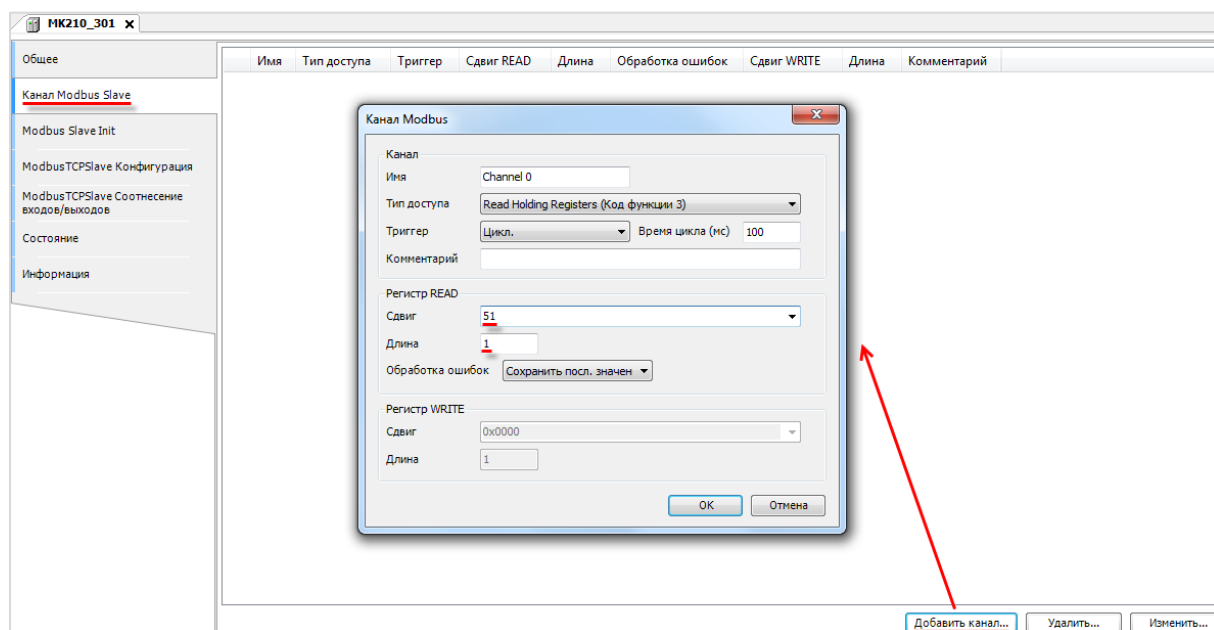 MK210_301 x
Общее
Канал Modbus Slave
Modbus Slave Init
ModbusTCPSlave Конфигурация
ModbusTCPSlave Соотнесение
входов/выходов
Состояние
Информация
Имя Тип доступа Триггер Сдвиг READ Длина Обработка ошибок Сдвиг WRITE Длина Комментарий
Канал Modbus
Канал
Имя Channel 0
Тип доступа Read Holding Registers (Код функции 3)
Триггер Цикл. Время цикла (мс) 100
Комментарий
Регистр READ
Сдвиг 51
Длина 1
Обработка ошибок Сохранить посл. значен
Регистр WRITE
Сдвиг 0x0000
Длина 1
OK Отмена
Добавить канал... Удалить... Изменить...